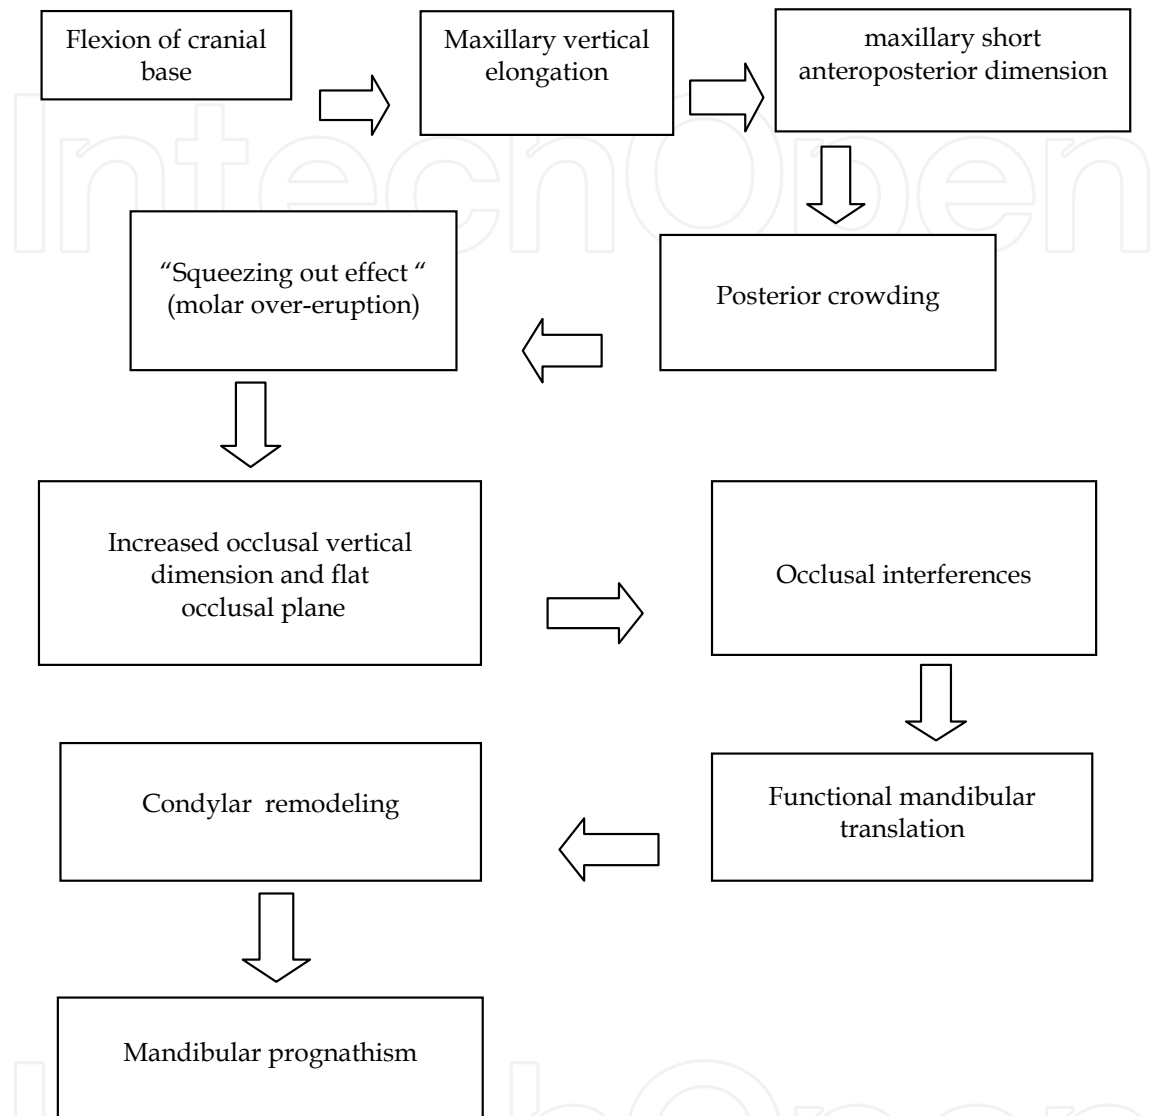 Flexion of cranial
base
Maxillary vertical
elongation
maxillary short
anteroposterior dimension
Posterior crowding
“Squeezing out effect “
(molar over-eruption)
Increased occlusal vertical
dimension and flat
occlusal plane
Occlusal interferences
Functional mandibular
translation
Condylar remodeling
Mandibular prognathism
IntechOpen
IntechOpen